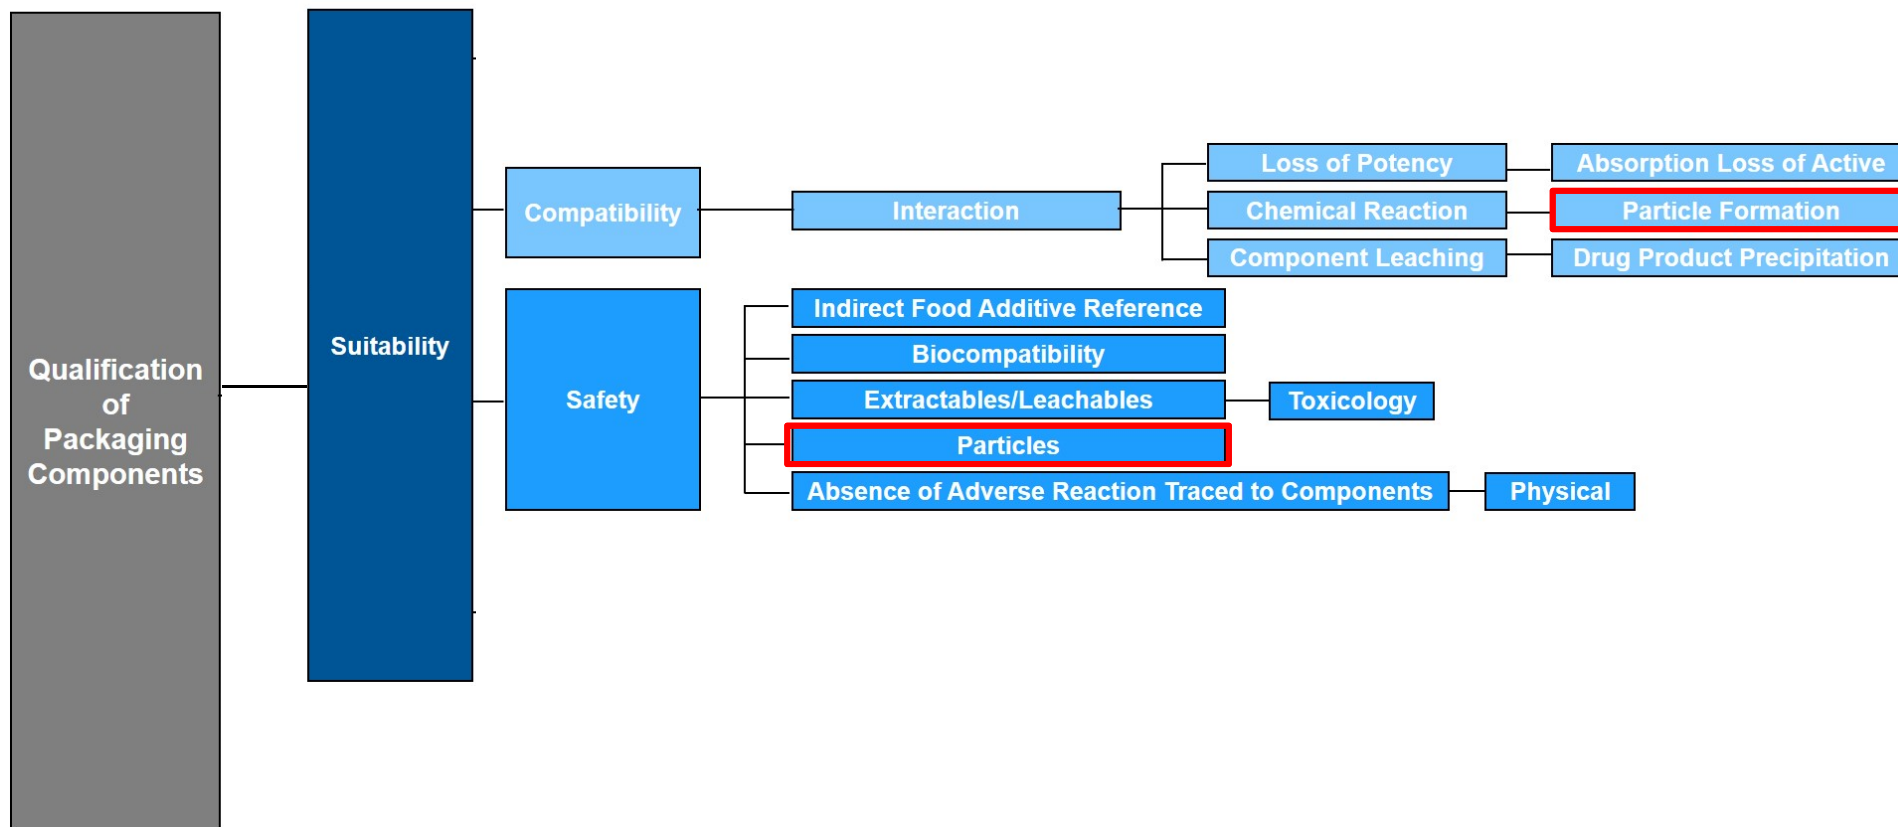 Qualification
of
Packaging
Components
Suitability
Compatibility
Interaction
Loss of Potency
Absorption Loss of Active
Chemical Reaction
Particle Formation
Component Leaching
Drug Product Precipitation
Safety
Indirect Food Additive Reference
Biocompatibility
Extractables/Leachables
Toxicology
Particles
Absence of Adverse Reaction Traced to Components
Physical